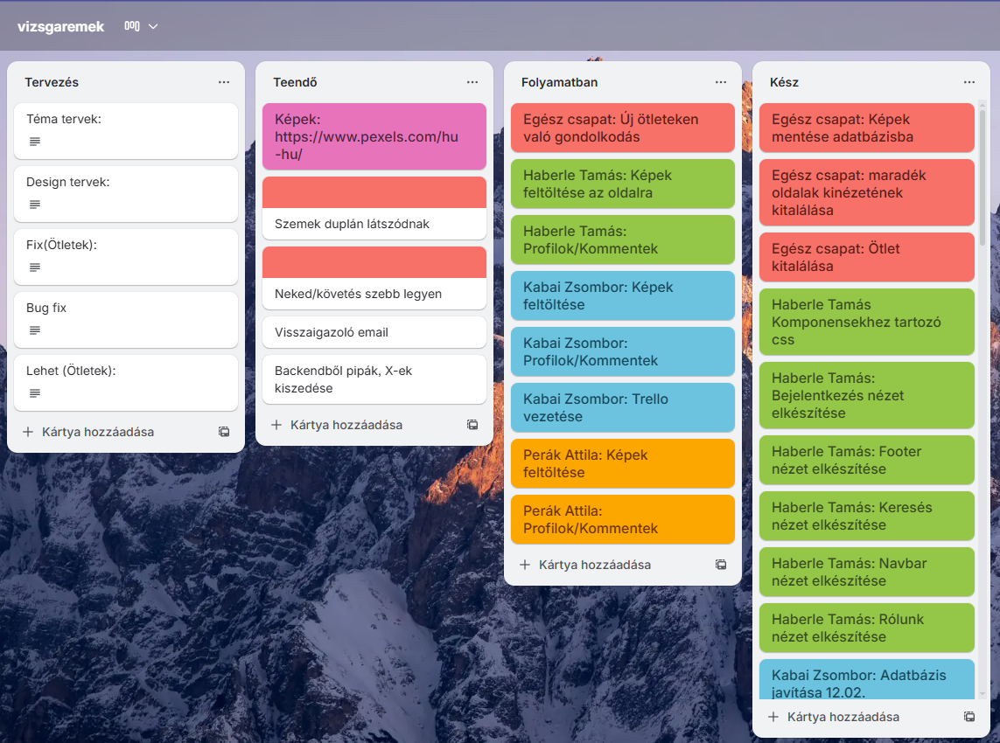 vizsgaremek
Tervezés
Téma tervek:
Design tervek:
Fix(Ötletek):
Bug fix
Lehet (Ötletek):
Kártya hozzáadása
Teendő
Képek:
https://www.pexels.com/hu
-hu/
Szemek duplán látszódnak
Neked/követés szebb legyen
Visszaigazoló email
Backendből pipák, X-ek
kiszedése
Kártya hozzáadása
Folyamatban
Egész csapat: Új ötleteken
való gondolkodás
Haberle Tamás: Képek
feltöltése az oldalra
Haberle Tamás:
Profilok/Kommentek
Kabai Zsombor: Képek
feltöltése
Kabai Zsombor:
Profilok/Kommentek
Kabai Zsombor: Trello
vezetése
Perák Attila: Képek
feltöltése
Perák Attila:
Profilok/Kommentek
Kártya hozzáadása
Kész
Egész csapat: Képek
mentése adatbázisba
Egész csapat: maradék
oldalak kinézetének
kitalálása
Egész csapat: Ötlet
kitalálása
Haberle Tamás
Komponensekhez tartozó
css
Haberle Tamás:
Bejelentkezés nézet
elkészítése
Haberle Tamás: Footer
nézet elkészítése
Haberle Tamás: Keresés
nézet elkészítése
Haberle Tamás: Navbar
nézet elkészítése
Haberle Tamás: Rólunk
nézet elkészítése
Kabai Zsombor: Adatbázis
javítása 12.02.
Kártya hozzáadása